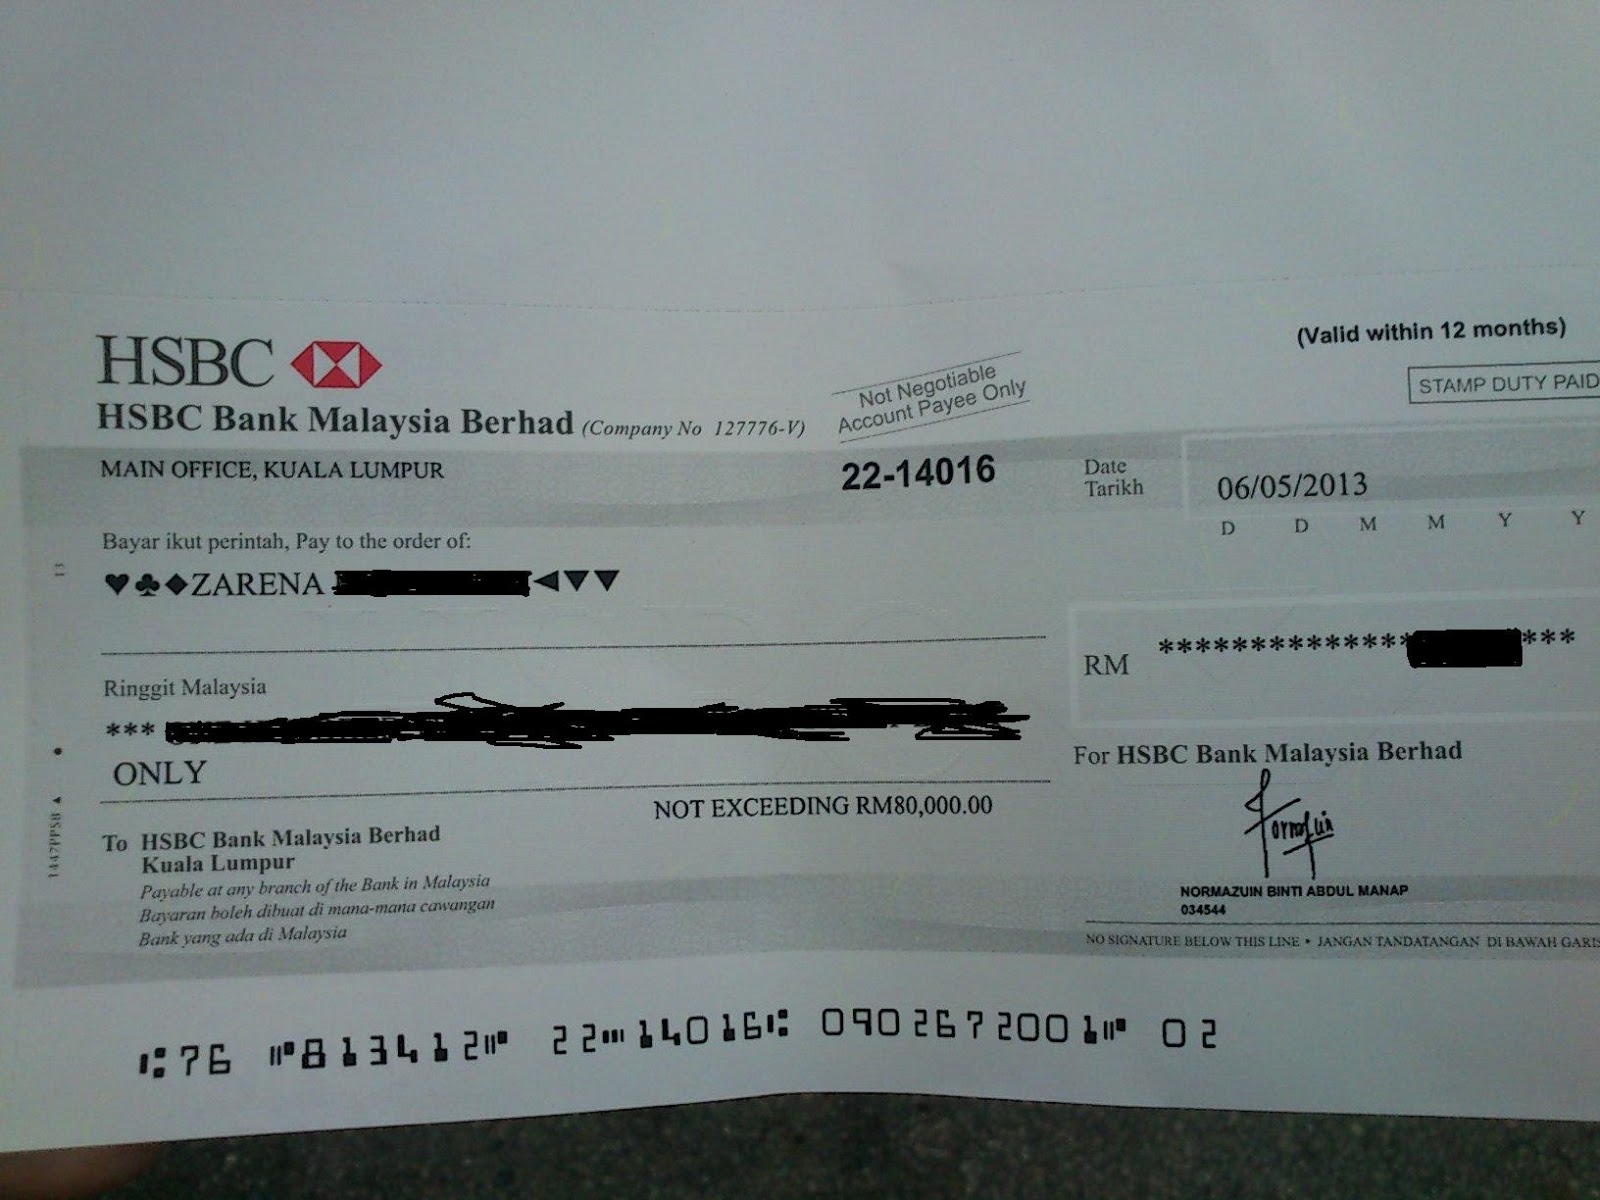 (Valid within 12 months)
HSBC
STAMP DUTY PAID
Not Negotiable
Account Payee Only
HSBC Bank Malaysia Berhad (Company No 127776-V)
MAIN OFFICE, KUALA LUMPUR
22-14016
Date
Tarikh
06/05/2013
D D M M Y Y
Bayar ikut perintah, Pay to the order of:
♥♣♦ZARENA ◀▼▼
RM
Ringgit Malaysia
***
ONLY
NOT EXCEEDING RM80,000.00
For HSBC Bank Malaysia Berhad
To HSBC Bank Malaysia Berhad
Kuala Lumpur
Payable at any branch of the Bank in Malaysia
Bayaran boleh dibuat di mana-mana cawangan
Bank yang ada di Malaysia
Normazuin
NORMAZUIN BINTI ABDUL MANAP
034544
NO SIGNATURE BELOW THIS LINE • JANGAN TANDATANGAN DI BAWAH GARIS
13
1447PPSB
⑆76 ⑈813412⑈ 22⑉14016⑆ 0902672001⑈ 02